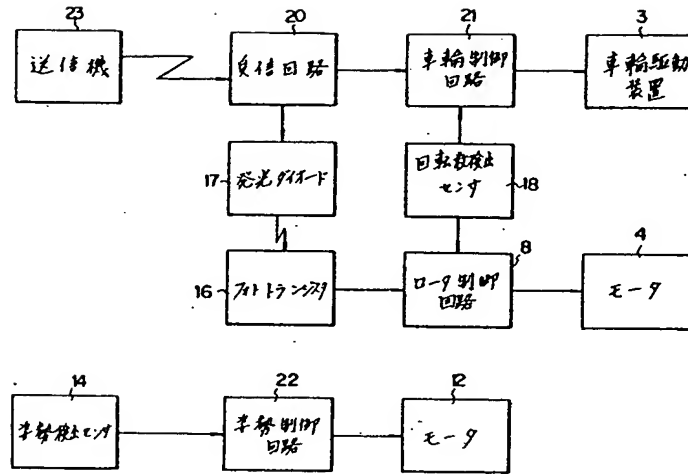 23
20
21
3
送信機
受信回路
車輪制御
回路
車輪駆動
装置
17
発光ダイオード
回転数検出
センサ
18
16
フォトトランジスタ
8
ロータ制御
回路
4
モータ
14
姿勢検出センサ
22
姿勢制御
回路
12
モータ